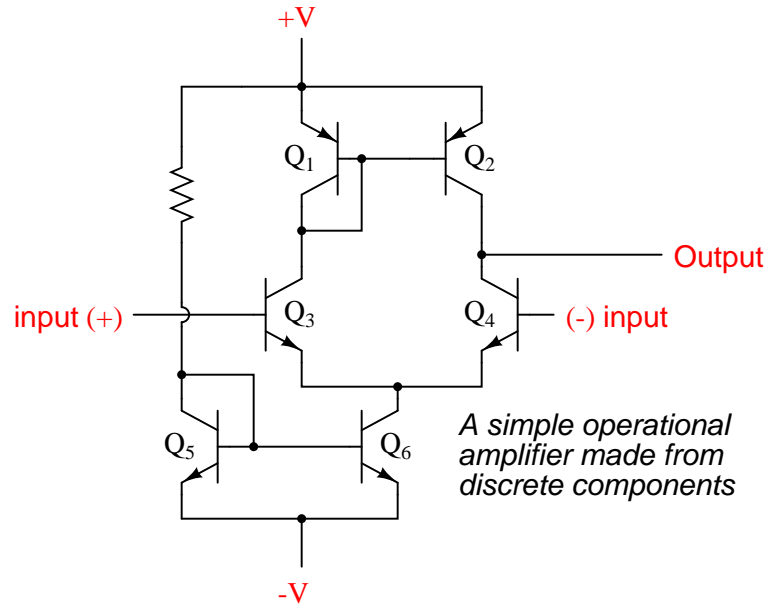 +V
Q1
Q2
Output
input (+)
Q3
Q4
(-) input
Q5
Q6
A simple operational
amplifier made from
discrete components
-V